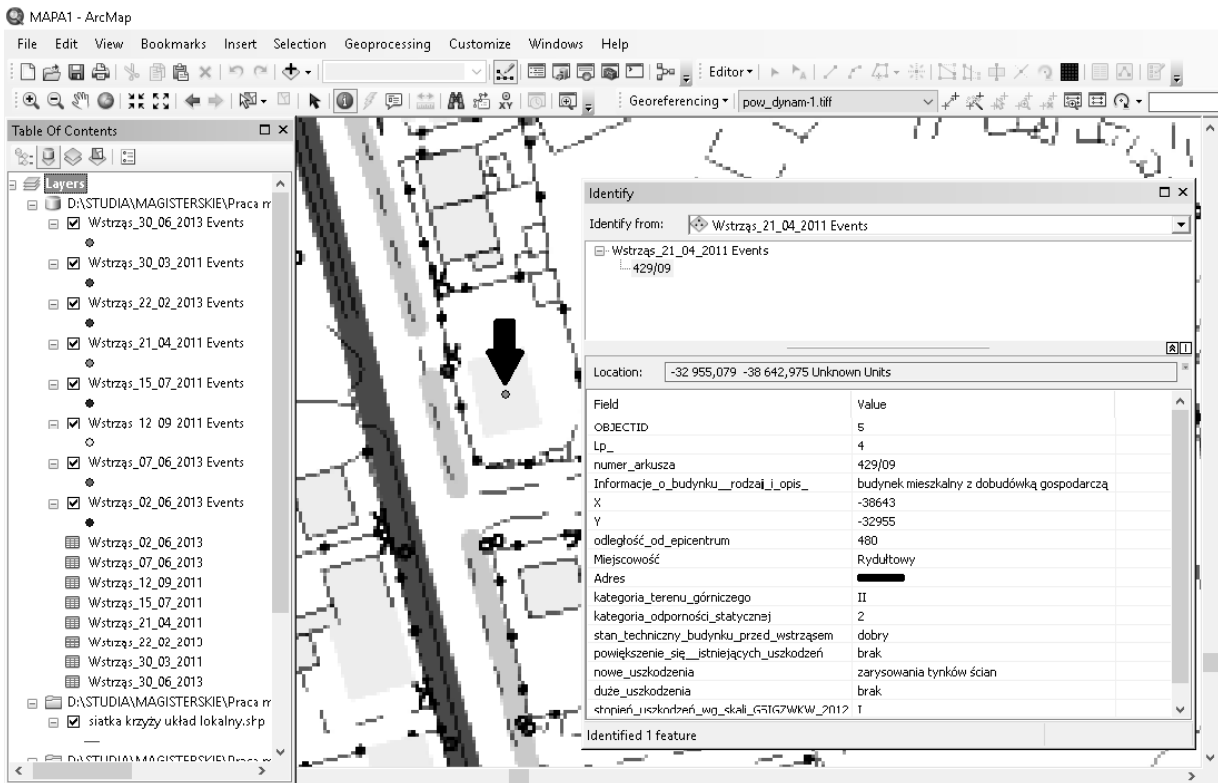 MAPA1 - ArcMap
File Edit View Bookmarks Insert Selection Geoprocessing Customize Windows Help
Editor
Georeferencing pow_dynam-1.tiff
Table Of Contents
Layers
D:\STUDIA\MAGISTERSKIE\Praca m
Wstrząs_30_06_2013 Events
Wstrząs_30_03_2011 Events
Wstrząs_22_02_2013 Events
Wstrząs_21_04_2011 Events
Wstrząs_15_07_2011 Events
Wstrząs 12 09 2011 Events
Wstrząs_07_06_2013 Events
Wstrząs_02_06_2013 Events
Wstrząs_02_06_2013
Wstrząs_07_06_2013
Wstrząs_12_09_2011
Wstrząs_15_07_2011
Wstrząs_21_04_2011
Wstrząs_22_02_2013
Wstrząs_30_03_2011
Wstrząs_30_06_2013
D:\STUDIA\MAGISTERSKIE\Praca m
siatka krzyży układ lokalny.shp
D:\STUDIA\MAGISTERSKIE\Praca m
Identify
Identify from: Wstrząs_21_04_2011 Events
Wstrząs_21_04_2011 Events
429/09
Location: -32 955,079 -38 642,975 Unknown Units
Field Value
OBJECTID 5
Lp_ 4
numer_arkusza 429/09
Informacje_o_budynku__rodzaj_i_opis_ budynek mieszkalny z dobudówką gospodarczą
X -38643
Y -32955
odległość_od_epicentrum 480
Miejscowość Rydułtowy
Adres
kategoria_terenu_górniczego II
kategoria_odporności_statycznej 2
stan_techniczny_budynku_przed_wstrząsem dobry
powiększenie_się__istniejących_uszkodzeń brak
nowe_uszkodzenia zarysowania tynków ścian
duże_uszkodzenia brak
stopień_uszkodzeń_wg_skali_GSIGZWKW_2012 I
Identified 1 feature